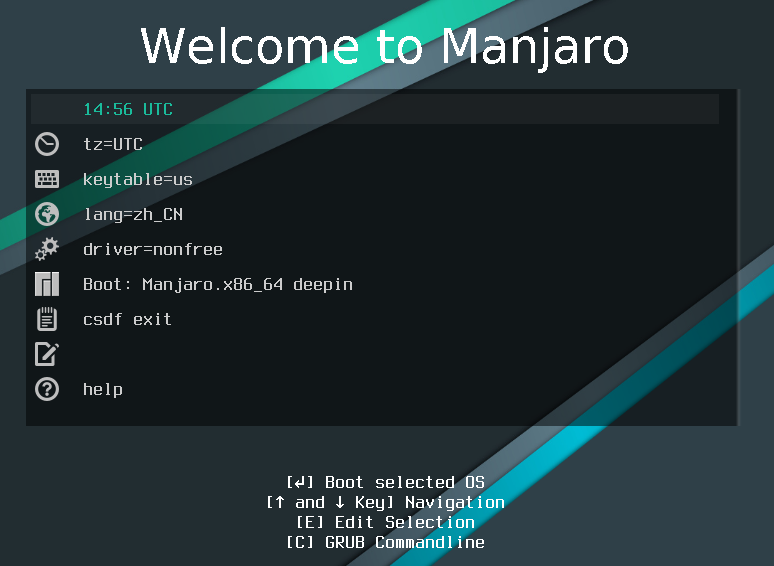 Welcome to Manjaro
14:56 UTC
tz=UTC
keytable=us
lang=zh_CN
driver=nonfree
Boot: Manjaro.x86_64 deepin
csdf exit
help
[↲] Boot selected OS
[↑ and ↓ Key] Navigation
[E] Edit Selection
[C] GRUB Commandline